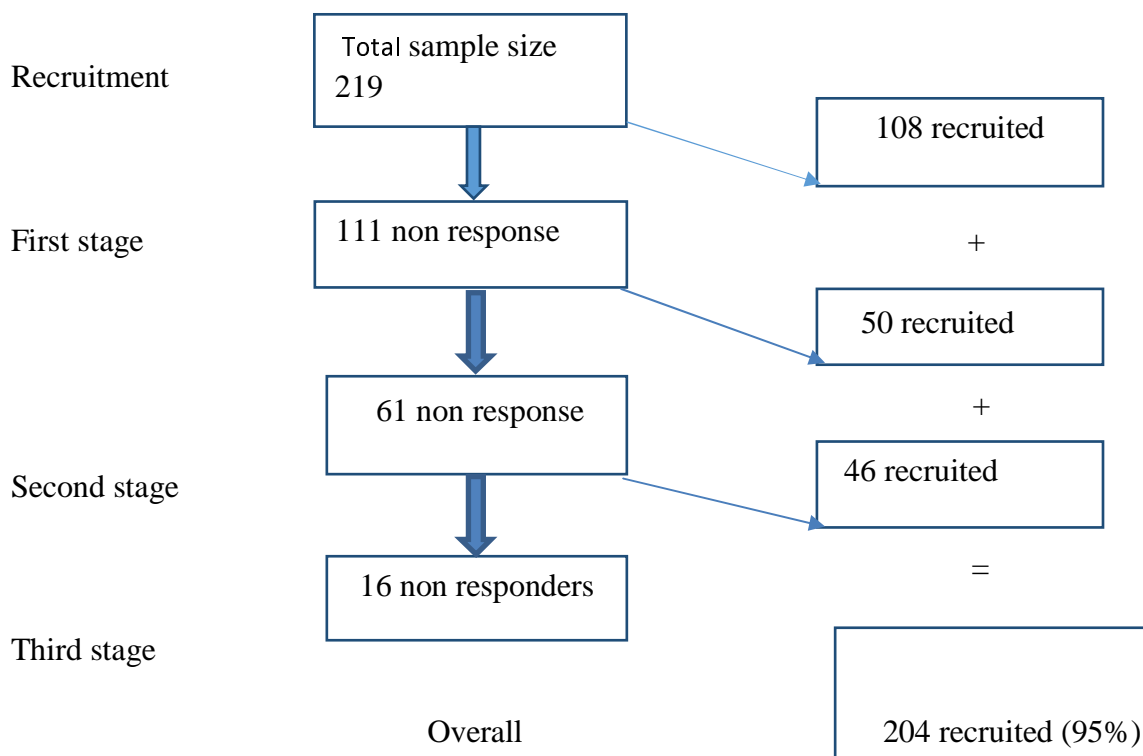 Total sample size
Recruitment
219
108 recruited
First stage
111 non response
+
50 recruited
61 non response
+
Second stage
46 recruited
16 non responders
=
Third stage
Overall
204 recruited (95%)